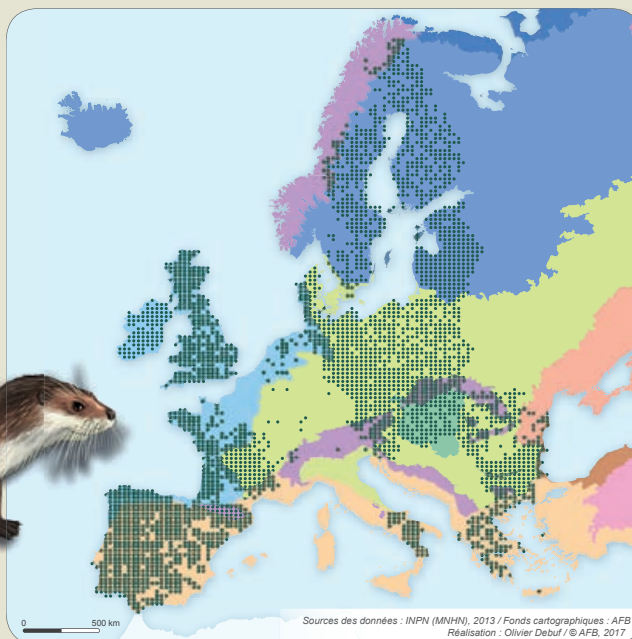 0 500 km
Sources des données : INPN (MNHN), 2013 / Fonds cartographiques : AFB
Réalisation : Olivier Debuf / © AFB, 2017